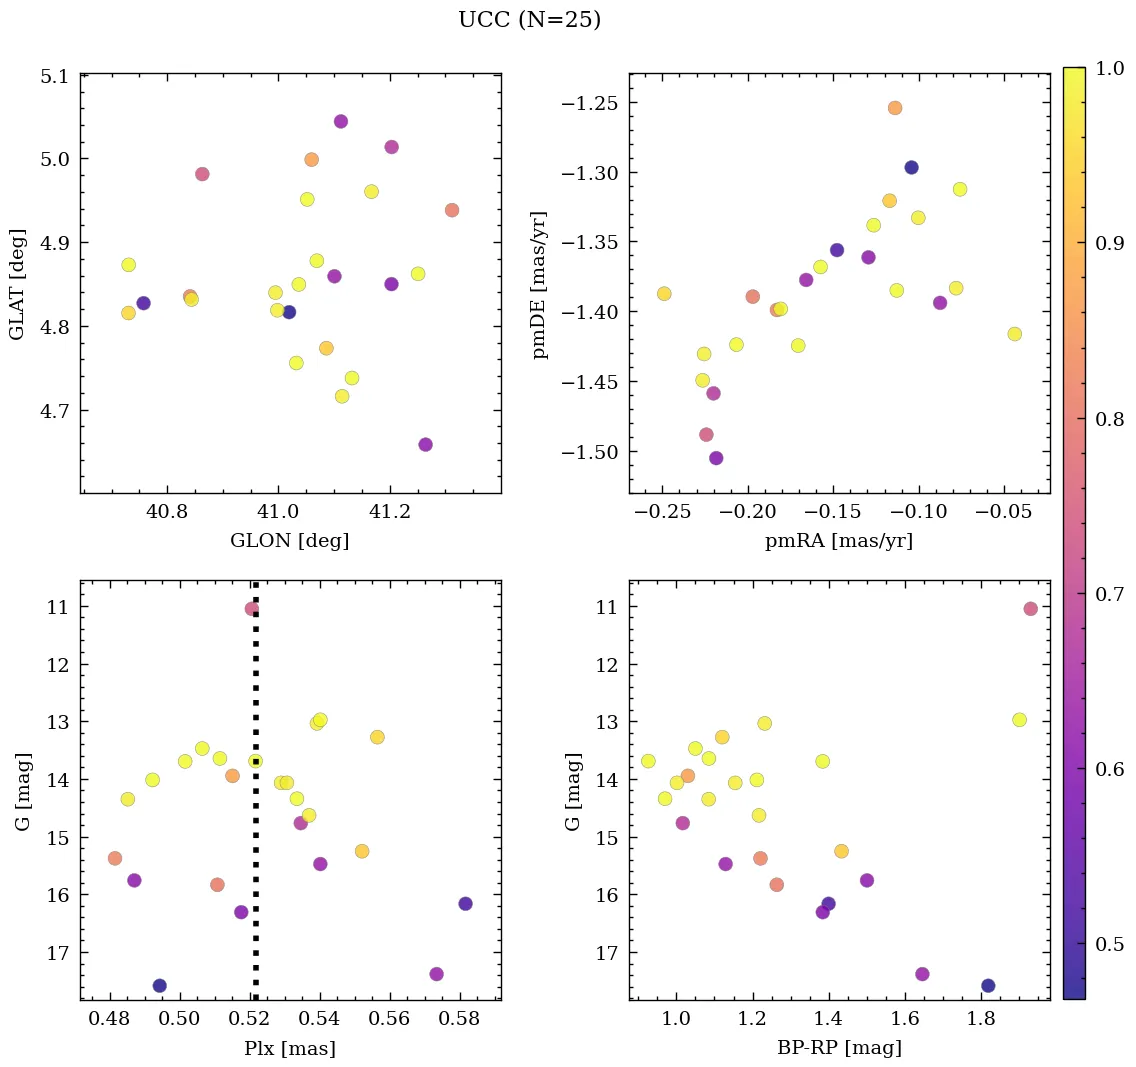 UCC (N=25)
5.1
5.0
4.9
4.8
4.7
GLAT [deg]
40.8 41.0 41.2
GLON [deg]
−1.25
−1.30
−1.35
−1.40
−1.45
−1.50
pmDE [mas/yr]
−0.25 −0.20 −0.15 −0.10 −0.05
pmRA [mas/yr]
1.0
0.9
0.8
0.7
0.6
0.5
11
12
13
14
15
16
17
G [mag]
0.48 0.50 0.52 0.54 0.56 0.58
Plx [mas]
11
12
13
14
15
16
17
G [mag]
1.0 1.2 1.4 1.6 1.8
BP-RP [mag]